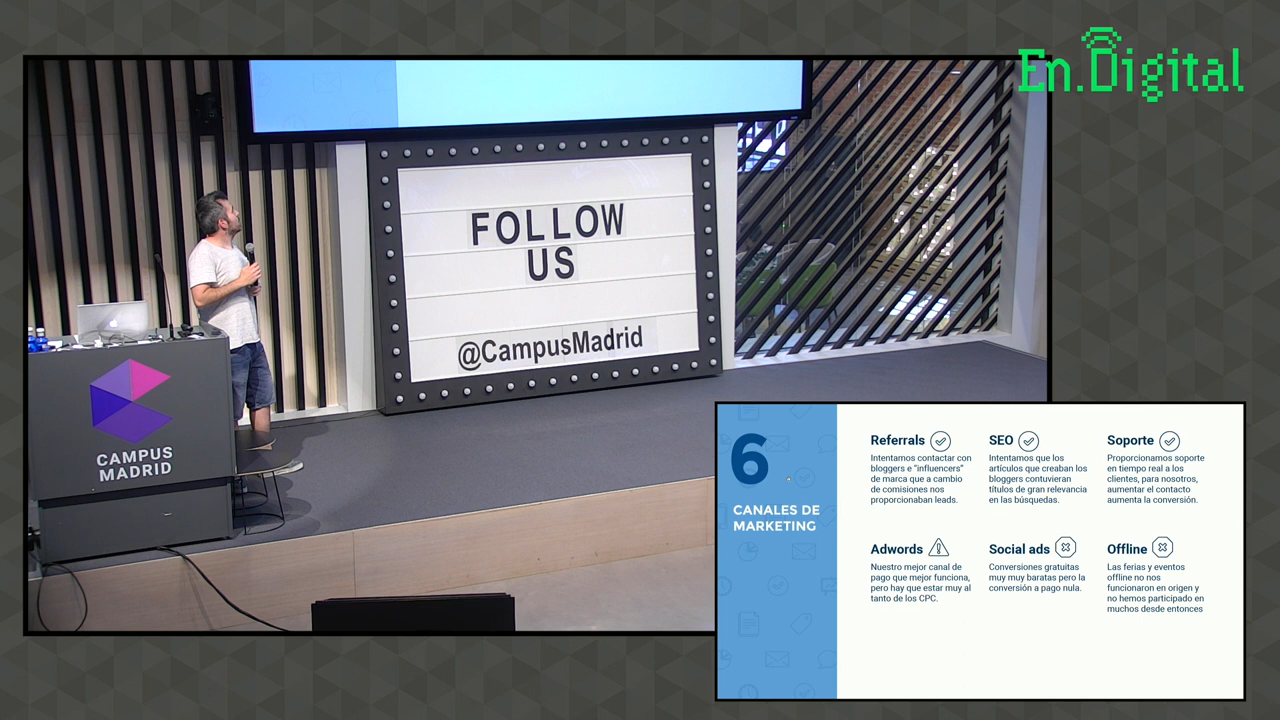 En.Digital
FOLLOW
US
@CampusMadrid
CAMPUS
MADRID
6
CANALES DE
MARKETING
Referrals
Intentamos contactar con
bloggers e “influencers”
de marca que a cambio
de comisiones nos
proporcionaban leads.
SEO
Intentamos que los
artículos que creaban los
bloggers contuvieran
títulos de gran relevancia
en las búsquedas.
Soporte
Proporcionamos soporte
en tiempo real a los
clientes, para nosotros,
aumentar el contacto
aumenta la conversión.
Adwords
Nuestro mejor canal de
pago que mejor funciona,
pero hay que estar muy al
tanto de los CPC.
Social ads
Conversiones gratuitas
muy muy baratas pero la
conversión a pago nula.
Offline
Las ferias y eventos
offline no nos
funcionaron en origen y
no hemos participado en
muchos desde entonces